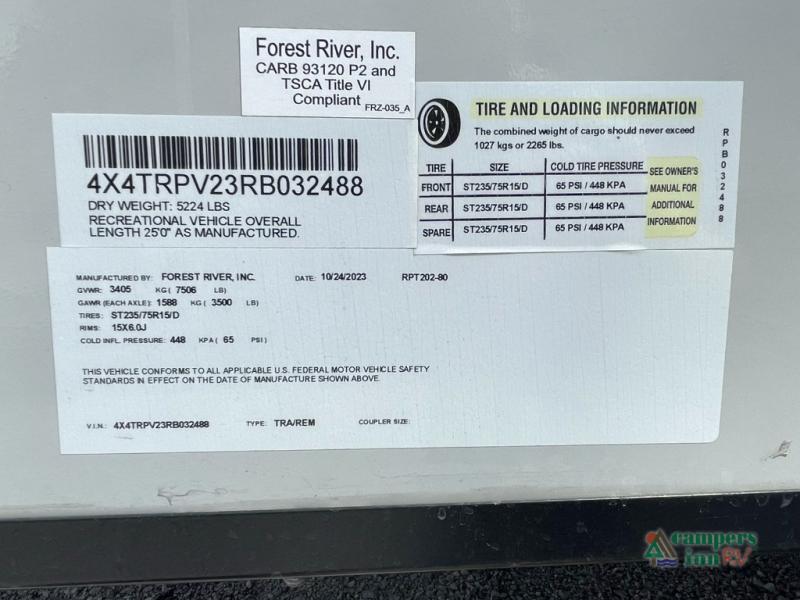 Forest River, Inc.
CARB 93120 P2 and
TSCA Title VI
Compliant
FRZ-035_A
4X4TRPV23RB032488
DRY WEIGHT: 5224 LBS
RECREATIONAL VEHICLE OVERALL
LENGTH 25'0" AS MANUFACTURED.
TIRE AND LOADING INFORMATION
The combined weight of cargo should never exceed
1027 kgs or 2265 lbs.
TIRE SIZE COLD TIRE PRESSURE
FRONT ST235/75R15/D 65 PSI / 448 KPA
REAR ST235/75R15/D 65 PSI / 448 KPA
SPARE ST235/75R15/D 65 PSI / 448 KPA
SEE OWNER'S
MANUAL FOR
ADDITIONAL
INFORMATION
RPB032488
MANUFACTURED BY: FOREST RIVER, INC. DATE: 10/24/2023 RPT202-80
GVWR: 3405 KG ( 7506 LB)
GAWR (EACH AXLE): 1588 KG ( 3500 LB)
TIRES: ST235/75R15/D
RIMS: 15X6.0J
COLD INFL. PRESSURE: 448 KPA ( 65 PSI)
THIS VEHICLE CONFORMS TO ALL APPLICABLE U.S. FEDERAL MOTOR VEHICLE SAFETY
STANDARDS IN EFFECT ON THE DATE OF MANUFACTURE SHOWN ABOVE.
V.I.N.: 4X4TRPV23RB032488 TYPE: TRA/REM COUPLER SIZE:
campers
inn RV